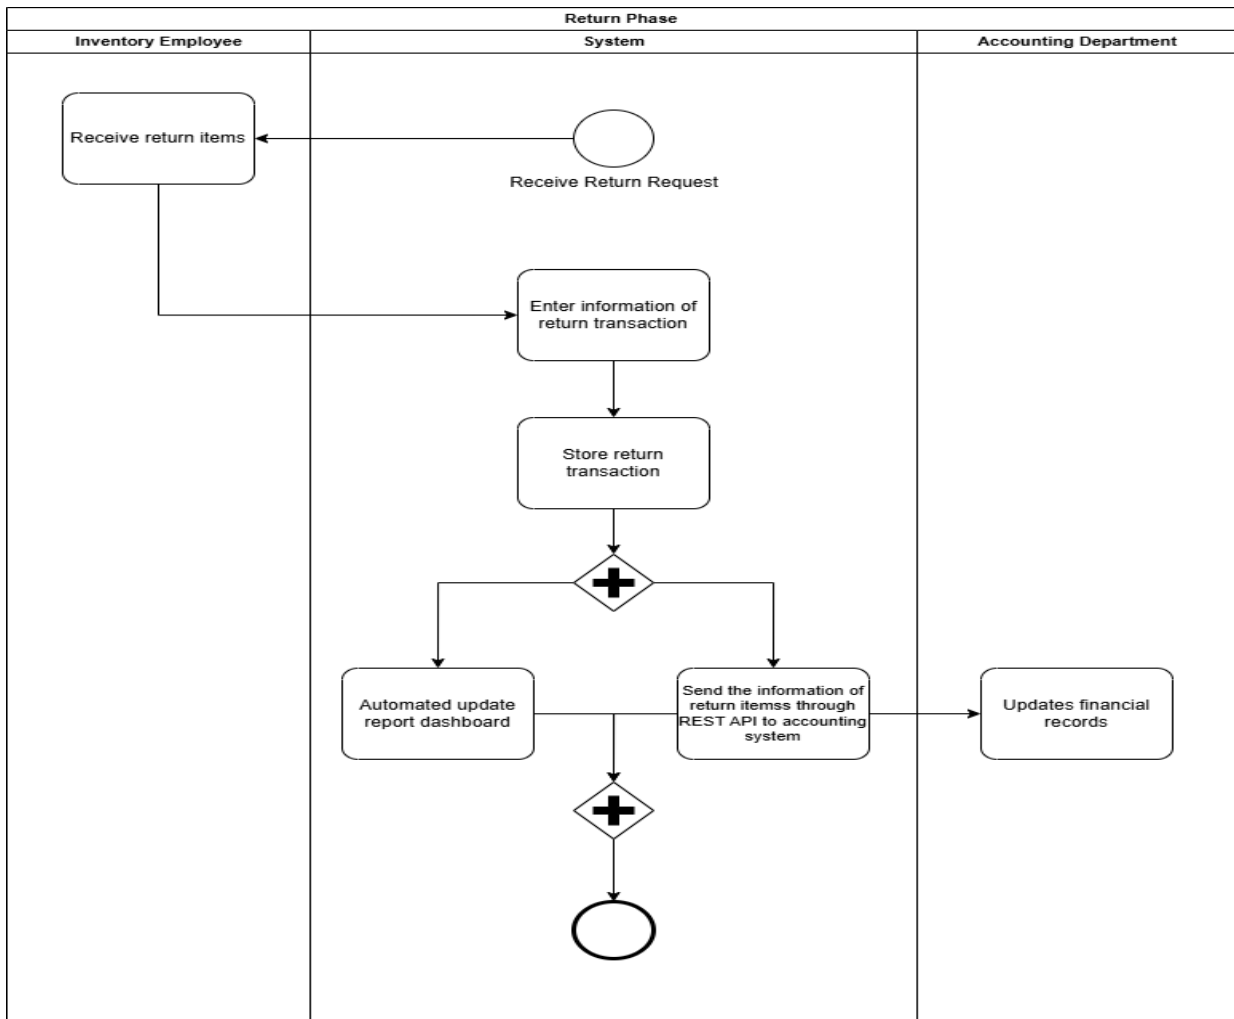 Return Phase
Inventory Employee
System
Accounting Department
Receive return items
Receive Return Request
Enter information of
return transaction
Store return
transaction
Automated update
report dashboard
Send the information of
return itemss through
REST API to accounting
system
Updates financial
records